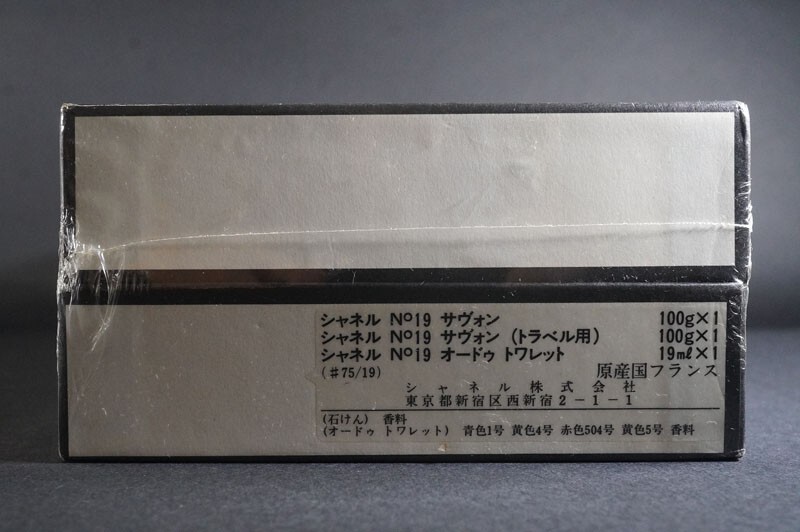 シャネル Nº19 サヴォン 100g×1
シャネル Nº19 サヴォン (トラベル用) 100g×1
シャネル Nº19 オードゥ トワレット 19mℓ×1
(♯75/19) 原産国フランス
シャネル株式会社
東京都新宿区西新宿2-1-1
(石けん) 香料
(オードゥ トワレット) 青色1号 黄色4号 赤色504号 黄色5号 香料